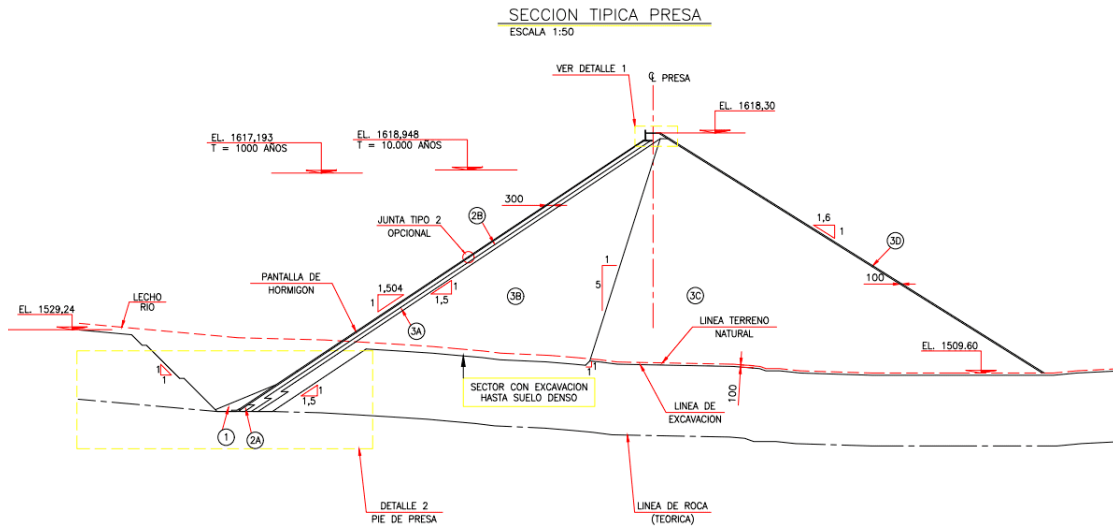 SECCION TIPICA PRESA
ESCALA 1:50
VER DETALLE 1
℄ PRESA
EL. 1618,30
EL. 1617,193
T = 1000 AÑOS
EL. 1618,948
T = 10.000 AÑOS
300
2B
JUNTA TIPO 2
OPCIONAL
1,6
1
3D
100
PANTALLA DE
HORMIGON
1,504
1
1
1,5
1
5
3B
3C
3A
LECHO
RIO
EL. 1529,24
LINEA TERRENO
NATURAL
EL. 1509.60
1
1
1
1
SECTOR CON EXCAVACION
HASTA SUELO DENSO
100
1
1,5
LINEA DE
EXCAVACION
1
2A
DETALLE 2
PIE DE PRESA
LINEA DE ROCA
(TEORICA)